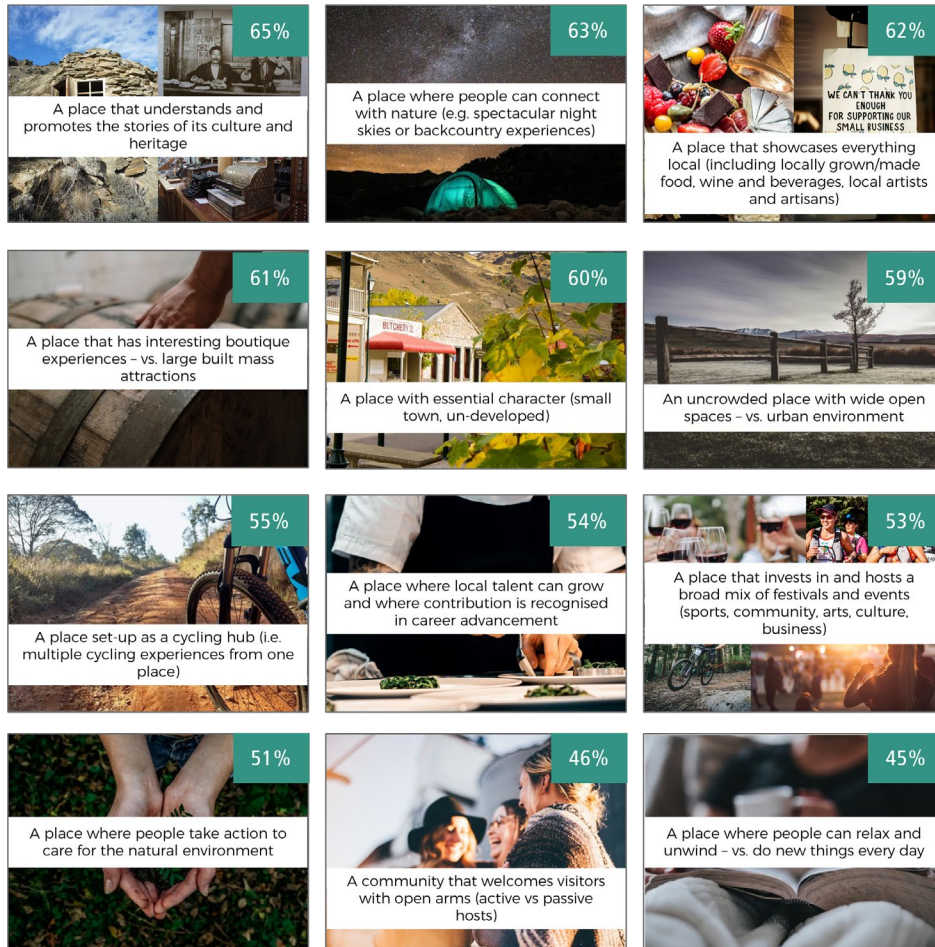 65%
A place that understands and
promotes the stories of its culture and
heritage
63%
A place where people can connect
with nature (e.g. spectacular night
skies or backcountry experiences)
62%
WE CAN'T THANK YOU
ENOUGH
FOR SUPPORTING OUR
SMALL BUSINESS
A place that showcases everything
local (including locally grown/made
food, wine and beverages, local artists
and artisans)
61%
A place that has interesting boutique
experiences – vs. large built mass
attractions
60%
BUTCHERY
A place with essential character (small
town, un-developed)
59%
An uncrowded place with wide open
spaces – vs. urban environment
55%
A place set-up as a cycling hub (i.e.
multiple cycling experiences from one
place)
54%
A place where local talent can grow
and where contribution is recognised
in career advancement
53%
A place that invests in and hosts a
broad mix of festivals and events
(sports, community, arts, culture,
business)
51%
A place where people take action to
care for the natural environment
46%
A community that welcomes visitors
with open arms (active vs passive
hosts)
45%
A place where people can relax and
unwind – vs. do new things every day